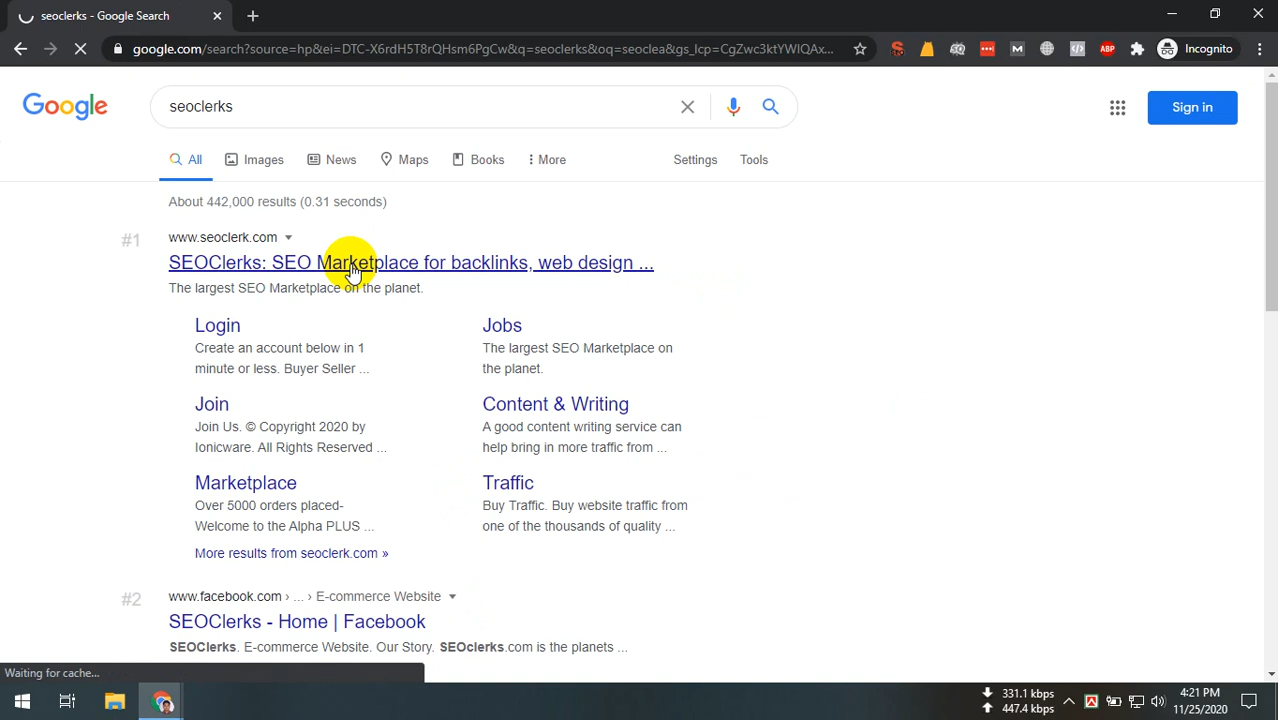 seoclerks - Google Search
google.com/search?source=hp&ei=DTC-X6rdH5T8rQHsm6PgCw&q=seoclerks&oq=seoclea&gs_lcp=CgZwc3ktYWIQAx...
ABP
Incognito
Google
seoclerks
Sign in
All
Images
News
Maps
Books
More
Settings
Tools
About 442,000 results (0.31 seconds)
#1
www.seoclerk.com
SEOClerks: SEO Marketplace for backlinks, web design ...
The largest SEO Marketplace on the planet.
Login
Create an account below in 1
minute or less. Buyer Seller ...
Jobs
The largest SEO Marketplace on
the planet.
Join
Join Us. © Copyright 2020 by
Ionicware. All Rights Reserved ...
Content & Writing
A good content writing service can
help bring in more traffic from ...
Marketplace
Over 5000 orders placed-
Welcome to the Alpha PLUS ...
Traffic
Buy Traffic. Buy website traffic from
one of the thousands of quality ...
More results from seoclerk.com »
#2
www.facebook.com › ... › E-commerce Website
SEOClerks - Home | Facebook
SEOClerks. E-commerce Website. Our Story. SEOclerks.com is the planets ...
Waiting for cache...
331.1 kbps
447.4 kbps
4:21 PM
11/25/2020